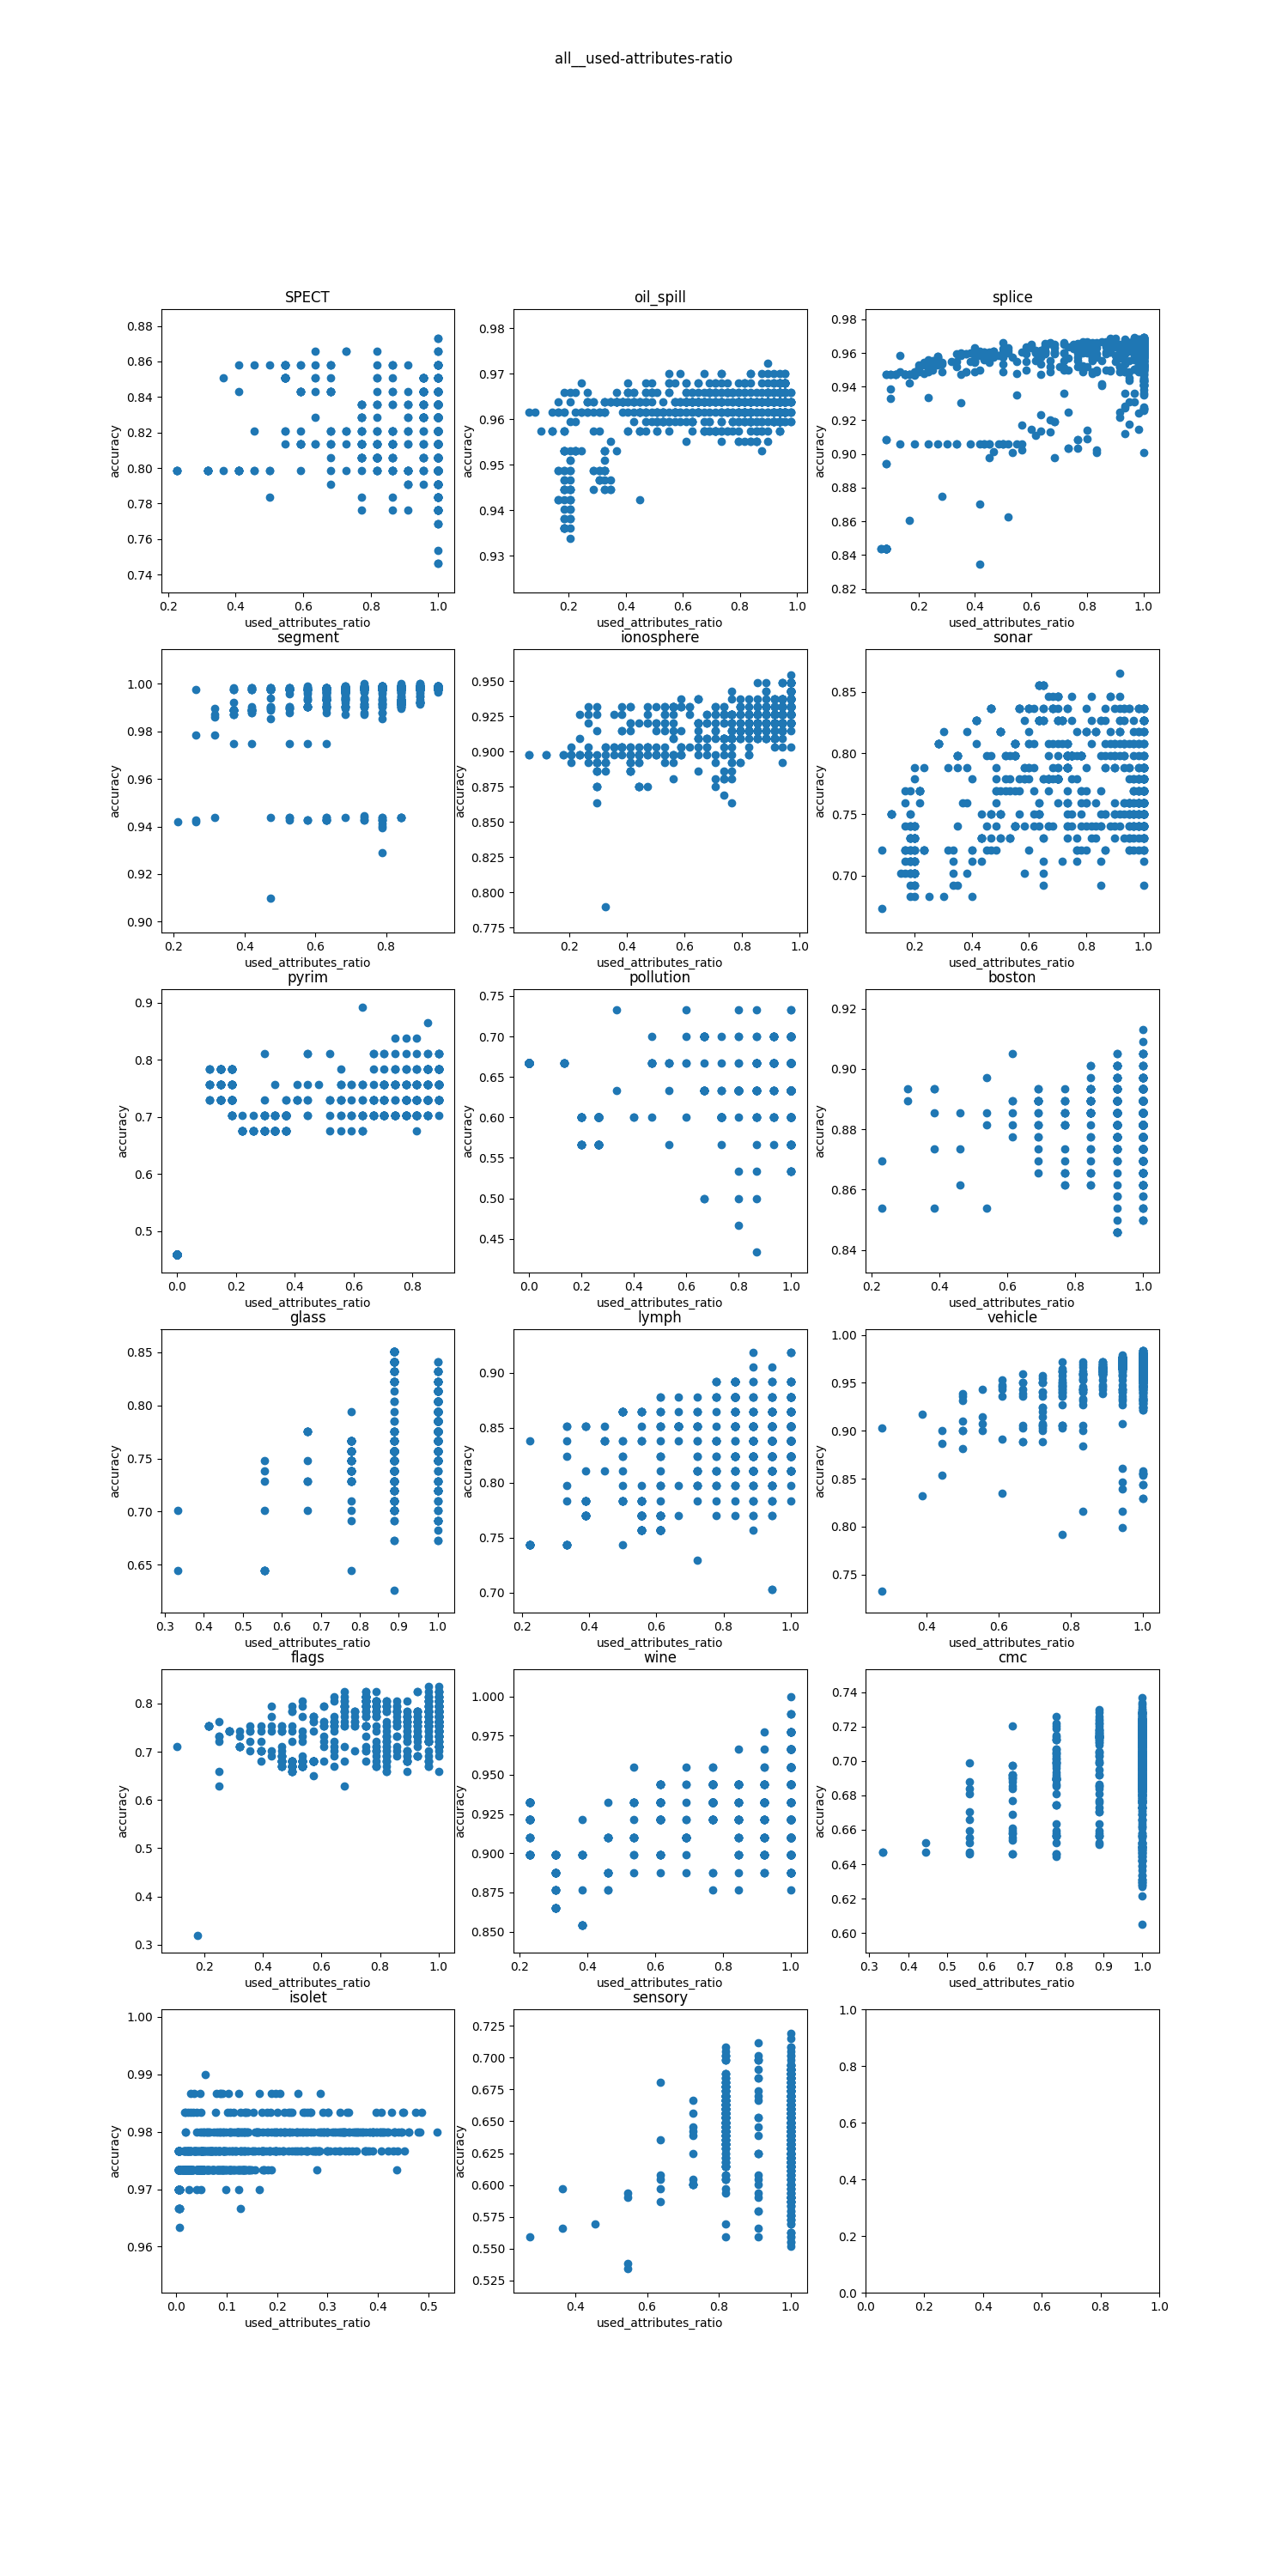 all__used-attributes-ratio
SPECT
oil_spill
splice
0.88
0.86
0.84
0.82
0.80
0.78
0.76
0.74
accuracy
0.2 0.4 0.6 0.8 1.0
used_attributes_ratio
0.98
0.97
0.96
0.95
0.94
0.93
accuracy
0.2 0.4 0.6 0.8 1.0
used_attributes_ratio
0.98
0.96
0.94
0.92
0.90
0.88
0.86
0.84
0.82
accuracy
0.2 0.4 0.6 0.8 1.0
used_attributes_ratio
segment
ionosphere
sonar
1.00
0.98
0.96
0.94
0.92
0.90
accuracy
0.2 0.4 0.6 0.8
used_attributes_ratio
0.950
0.925
0.900
0.875
0.850
0.825
0.800
0.775
accuracy
0.2 0.4 0.6 0.8 1.0
used_attributes_ratio
0.85
0.80
0.75
0.70
accuracy
0.2 0.4 0.6 0.8 1.0
used_attributes_ratio
pyrim
pollution
boston
0.9
0.8
0.7
0.6
0.5
accuracy
0.0 0.2 0.4 0.6 0.8
used_attributes_ratio
0.75
0.70
0.65
0.60
0.55
0.50
0.45
accuracy
0.0 0.2 0.4 0.6 0.8 1.0
used_attributes_ratio
0.92
0.90
0.88
0.86
0.84
accuracy
0.2 0.4 0.6 0.8 1.0
used_attributes_ratio
glass
lymph
vehicle
0.85
0.80
0.75
0.70
0.65
accuracy
0.3 0.4 0.5 0.6 0.7 0.8 0.9 1.0
used_attributes_ratio
0.90
0.85
0.80
0.75
0.70
accuracy
0.2 0.4 0.6 0.8 1.0
used_attributes_ratio
1.00
0.95
0.90
0.85
0.80
0.75
accuracy
0.4 0.6 0.8 1.0
used_attributes_ratio
flags
wine
cmc
0.8
0.7
0.6
0.5
0.4
0.3
accuracy
0.2 0.4 0.6 0.8 1.0
used_attributes_ratio
1.000
0.975
0.950
0.925
0.900
0.875
0.850
accuracy
0.2 0.4 0.6 0.8 1.0
used_attributes_ratio
0.74
0.72
0.70
0.68
0.66
0.64
0.62
0.60
accuracy
0.3 0.4 0.5 0.6 0.7 0.8 0.9 1.0
used_attributes_ratio
isolet
sensory
1.00
0.99
0.98
0.97
0.96
accuracy
0.0 0.1 0.2 0.3 0.4 0.5
used_attributes_ratio
0.725
0.700
0.675
0.650
0.625
0.600
0.575
0.550
0.525
accuracy
0.4 0.6 0.8 1.0
used_attributes_ratio
1.0
0.8
0.6
0.4
0.2
0.0
0.0 0.2 0.4 0.6 0.8 1.0